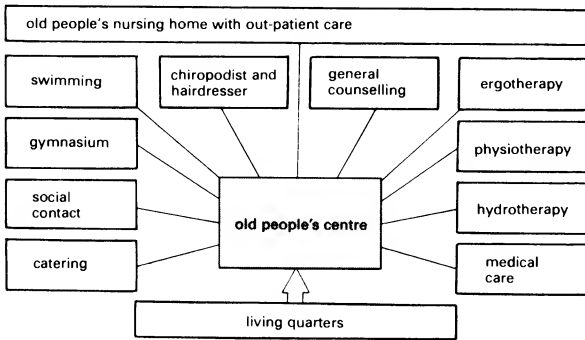 old people's nursing home with out-patient care
swimming
chiropodist and
hairdresser
general
counselling
ergotherapy
gymnasium
physiotherapy
social
contact
old people's centre
hydrotherapy
catering
medical
care
living quarters